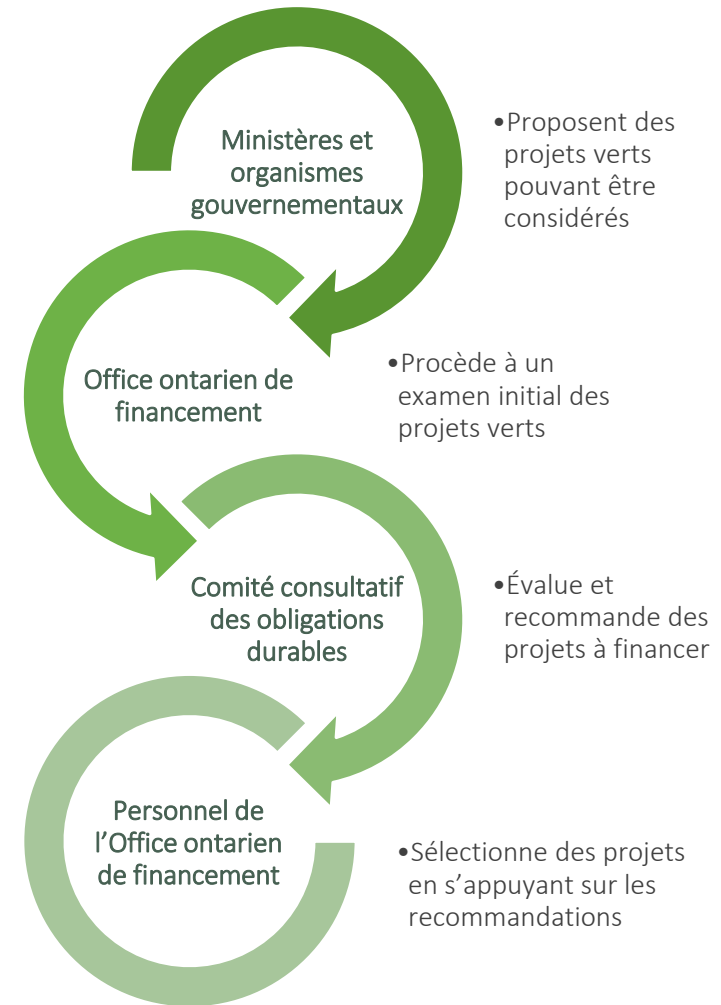 Ministères et
organismes
gouvernementaux
•Proposent des
projets verts
pouvant être
considérés
Office ontarien de
financement
•Procède à un
examen initial des
projets verts
Comité consultatif
des obligations
durables
•Évalue et
recommande des
projets à financer
Personnel de
l’Office ontarien
de financement
•Sélectionne des projets
en s’appuyant sur les
recommandations